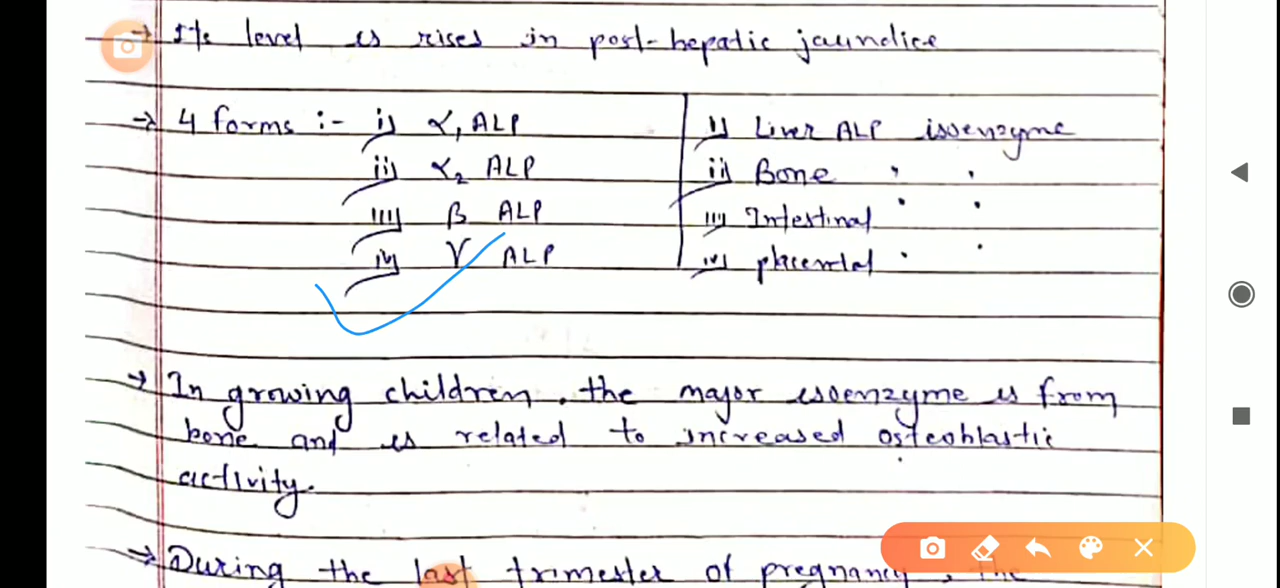 → Its level is rises in post-hepatic jaundice
→ 4 forms :- i) α1 ALP
ii) α2 ALP
iii) β ALP
iv) γ ALP
i) Liver ALP isoenzyme
ii) Bone " "
iii) Intestinal " "
iv) placental " "
→ In growing children, the major isoenzyme is from
bone and is related to increased osteoblastic
activity.
→ During the last trimester of pregnancy, the